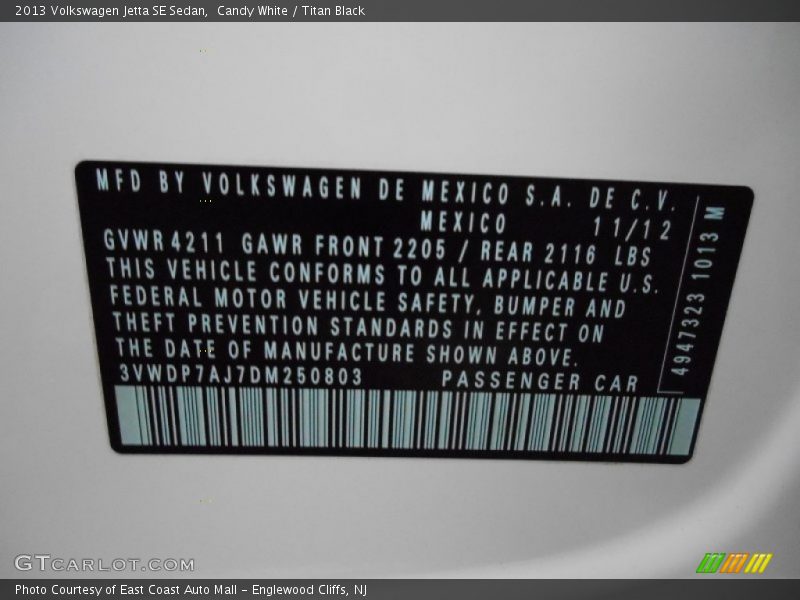 2013 Volkswagen Jetta SE Sedan,  Candy White / Titan Black
MFD BY VOLKSWAGEN DE MEXICO S.A. DE C.V.
MEXICO 11/12
GVWR 4211 GAWR FRONT 2205 / REAR 2116 LBS
THIS VEHICLE CONFORMS TO ALL APPLICABLE U.S.
FEDERAL MOTOR VEHICLE SAFETY, BUMPER AND
THEFT PREVENTION STANDARDS IN EFFECT ON
THE DATE OF MANUFACTURE SHOWN ABOVE.
3VWDP7AJ7DM250803 PASSENGER CAR
4947323 1013 M
GTCARLOT.COM
Photo Courtesy of East Coast Auto Mall – Englewood Cliffs, NJ